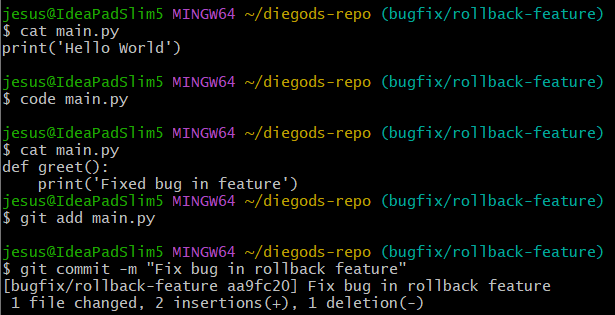 jesus@IdeaPadSlim5 MINGW64 ~/diegods-repo (bugfix/rollback-feature)
$ cat main.py
print('Hello World')
jesus@IdeaPadSlim5 MINGW64 ~/diegods-repo (bugfix/rollback-feature)
$ code main.py
jesus@IdeaPadSlim5 MINGW64 ~/diegods-repo (bugfix/rollback-feature)
$ cat main.py
def greet():
    print('Fixed bug in feature')
jesus@IdeaPadSlim5 MINGW64 ~/diegods-repo (bugfix/rollback-feature)
$ git add main.py
jesus@IdeaPadSlim5 MINGW64 ~/diegods-repo (bugfix/rollback-feature)
$ git commit -m "Fix bug in rollback feature"
[bugfix/rollback-feature aa9fc20] Fix bug in rollback feature
 1 file changed, 2 insertions(+), 1 deletion(-)